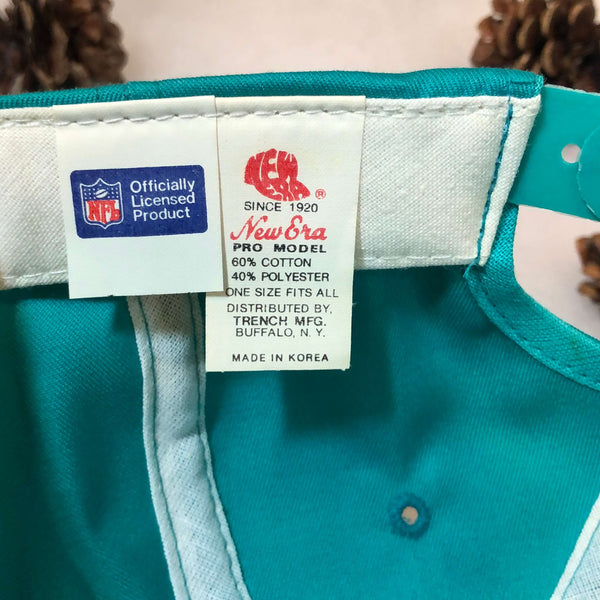 NFL
Officially
Licensed
Product
NEW
ERA
®
SINCE 1920
New Era
PRO MODEL
60% COTTON
40% POLYESTER
ONE SIZE FITS ALL
DISTRIBUTED BY,
TRENCH MFG.
BUFFALO, N. Y.
MADE IN KOREA